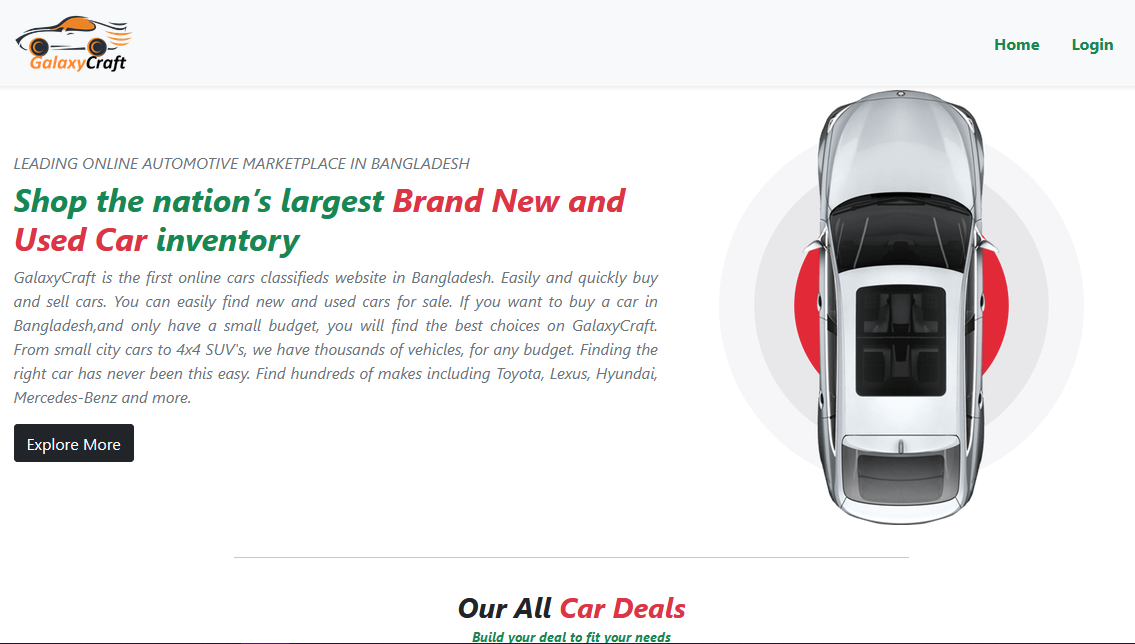 GalaxyCraft
Home
Login
LEADING ONLINE AUTOMOTIVE MARKETPLACE IN BANGLADESH
Shop the nation’s largest Brand New and
Used Car inventory
GalaxyCraft is the first online cars classifieds website in Bangladesh. Easily and quickly buy
and sell cars. You can easily find new and used cars for sale. If you want to buy a car in
Bangladesh,and only have a small budget, you will find the best choices on GalaxyCraft.
From small city cars to 4x4 SUV's, we have thousands of vehicles, for any budget. Finding the
right car has never been this easy. Find hundreds of makes including Toyota, Lexus, Hyundai,
Mercedes-Benz and more.
Explore More
Our All Car Deals
Build your deal to fit your needs